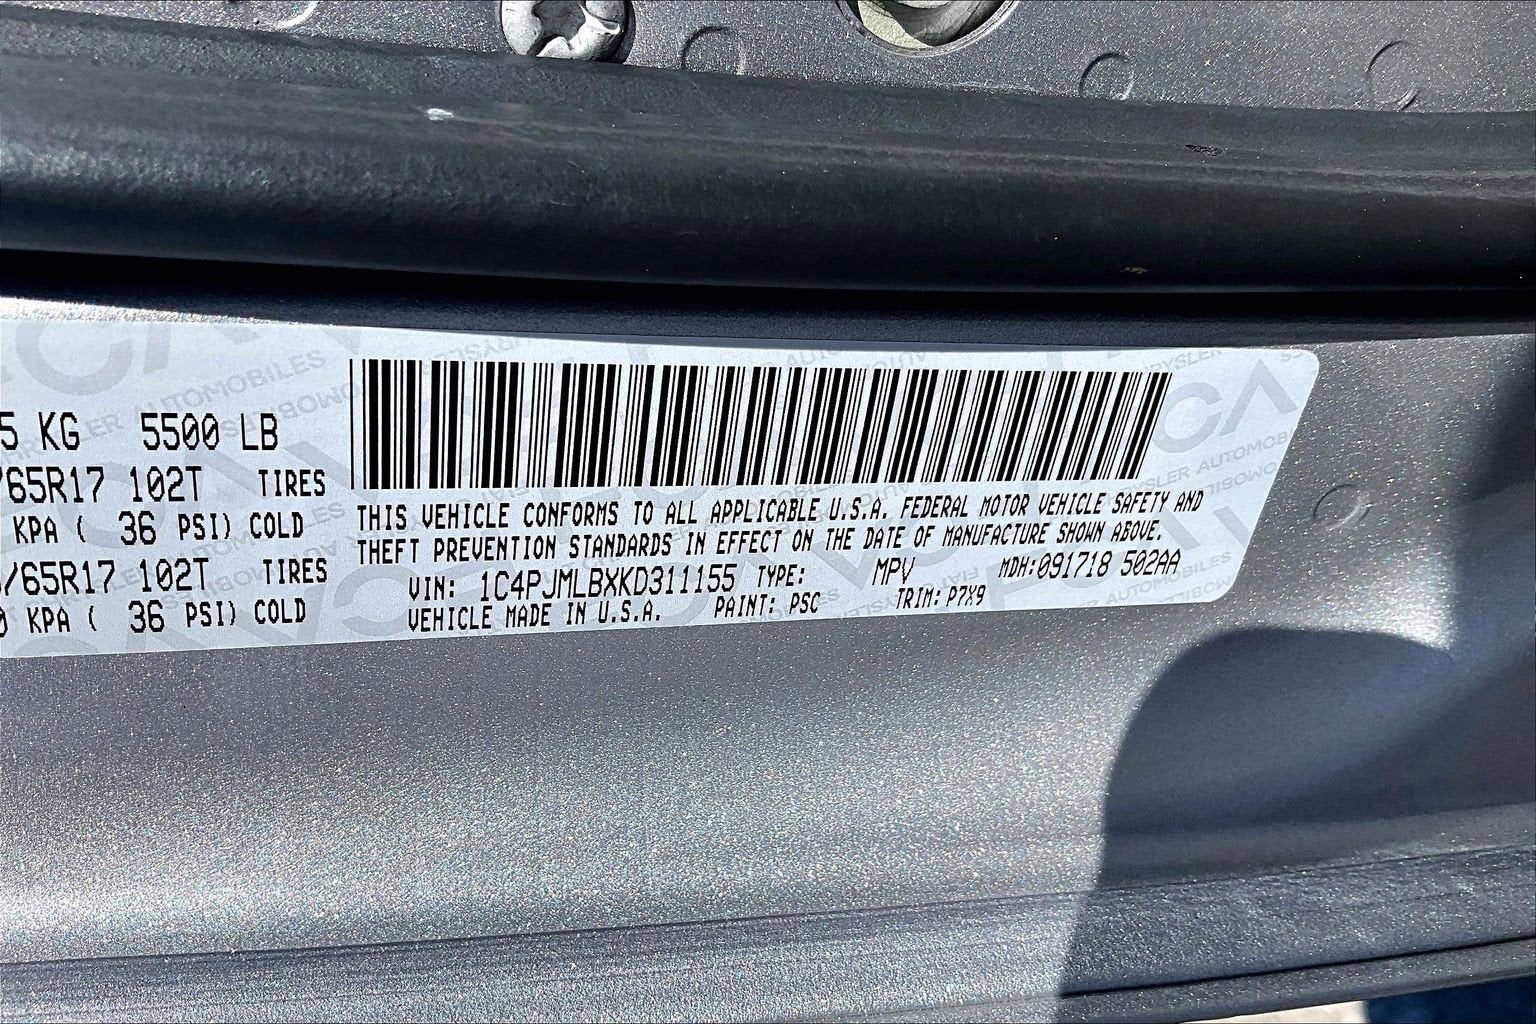 5 KG 5500 LB
/65R17 102T TIRES
KPA ( 36 PSI) COLD
/65R17 102T TIRES
0 KPA ( 36 PSI) COLD
THIS VEHICLE CONFORMS TO ALL APPLICABLE U.S.A. FEDERAL MOTOR VEHICLE SAFETY AND
THEFT PREVENTION STANDARDS IN EFFECT ON THE DATE OF MANUFACTURE SHOWN ABOVE.
VIN: 1C4PJMLBXKD311155 TYPE: MPV MDH:091718 502AA
VEHICLE MADE IN U.S.A. PAINT: PSC TRIM: P7X9